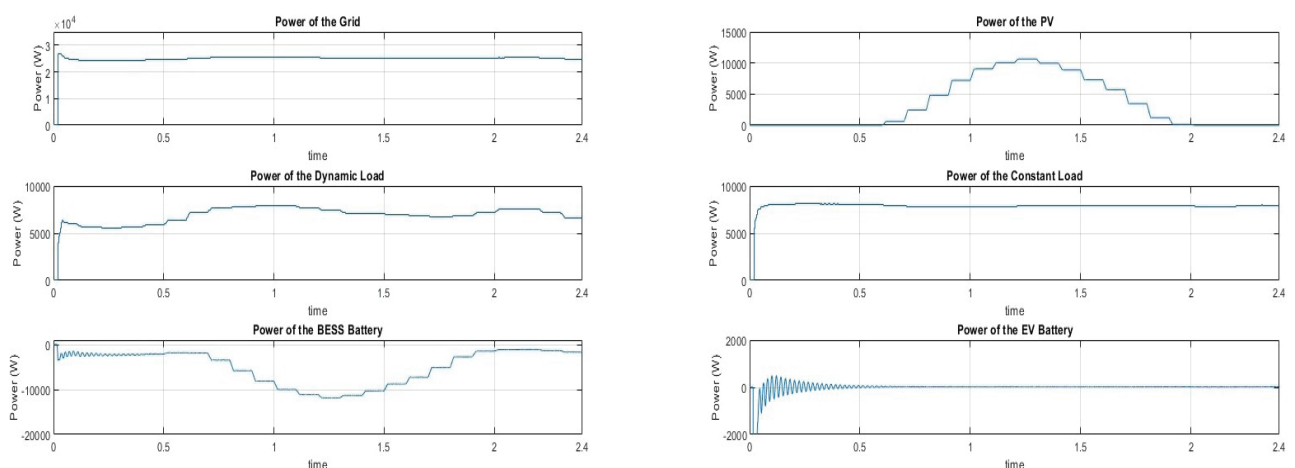 Power of the Grid
×10⁴
3
2
1
0
Power (W)
0 0.5 1 1.5 2 2.4
time
Power of the PV
15000
10000
5000
0
Power (W)
0 0.5 1 1.5 2 2.4
time
Power of the Dynamic Load
10000
5000
0
Power (W)
0 0.5 1 1.5 2 2.4
time
Power of the Constant Load
10000
5000
0
Power (W)
0 0.5 1 1.5 2 2.4
time
Power of the BESS Battery
0
-10000
-20000
Power (W)
0 0.5 1 1.5 2 2.4
time
Power of the EV Battery
2000
0
-2000
Power (W)
0 0.5 1 1.5 2 2.4
time